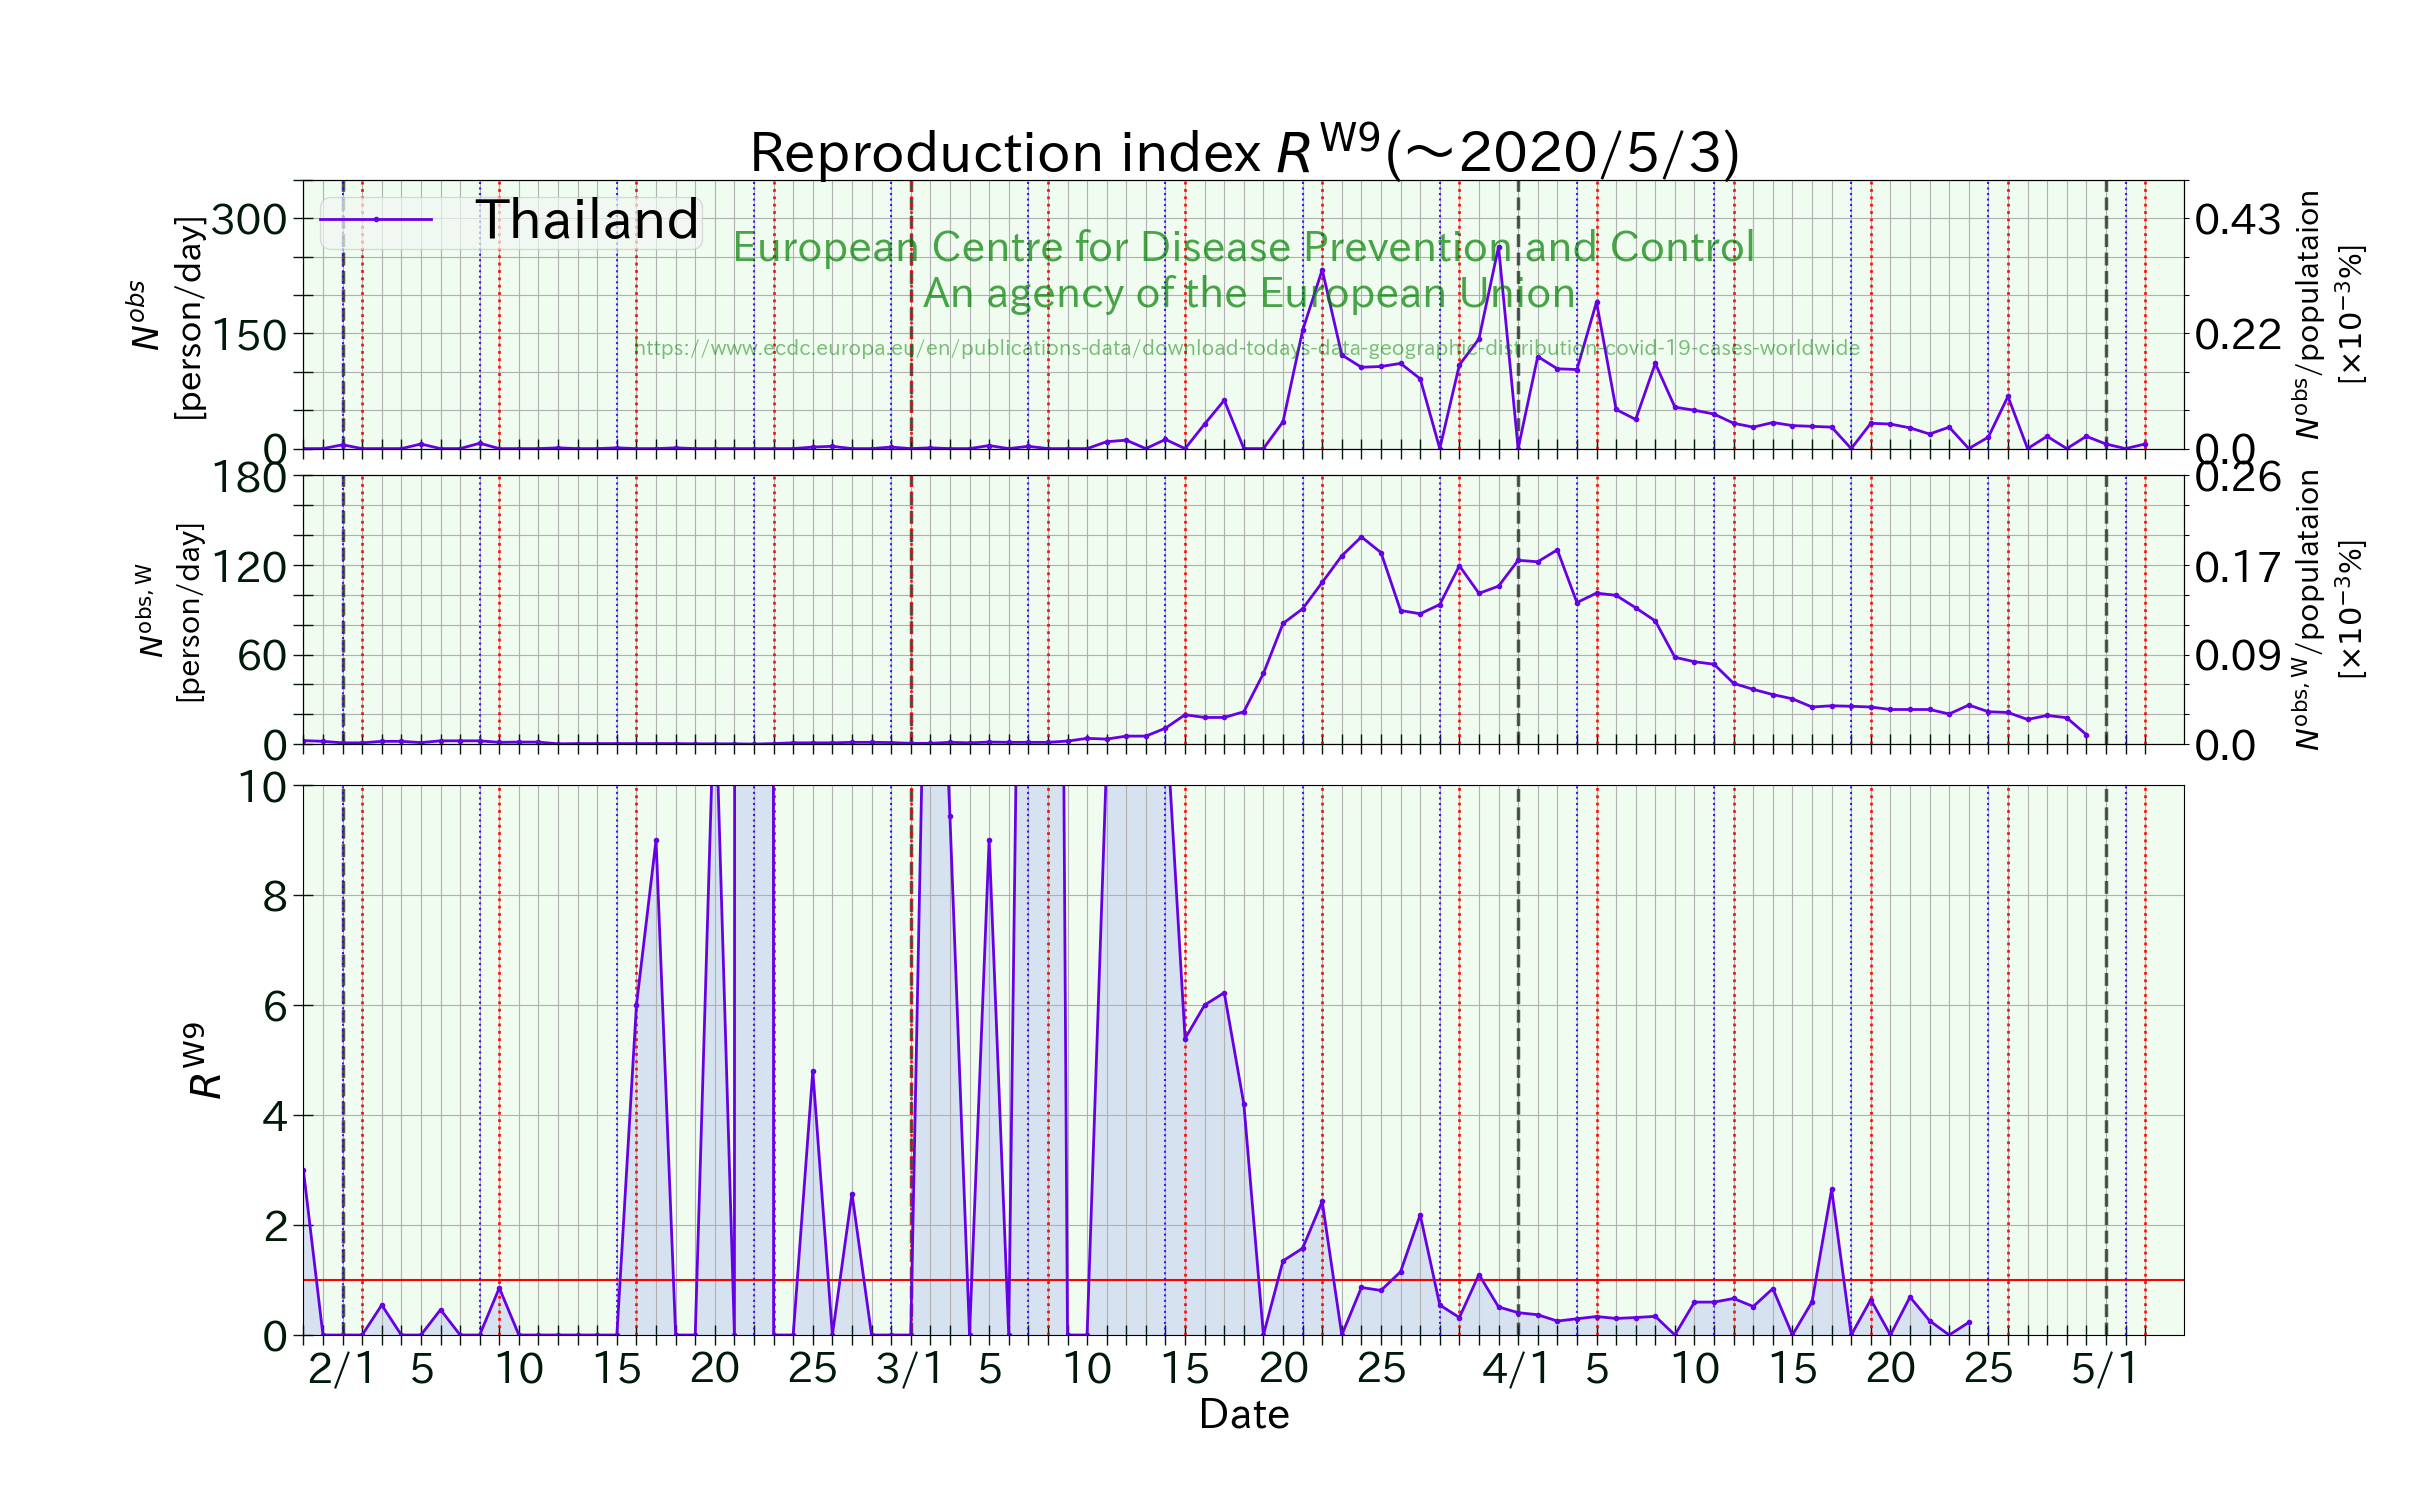 Reproduction index R^W9(～2020/5/3)
Thailand
European Centre for Disease Prevention and Control
An agency of the European Union
https://www.ecdc.europa.eu/en/publications-data/download-todays-data-geographic-distribution-covid-19-cases-worldwide
N^obs
[person/day]
300
150
0
0.43
0.22
0.0
N^obs/populataion
[×10^−3%]
N^obs,W
[person/day]
180
120
60
0
0.26
0.17
0.09
0.0
N^obs,W/populataion
[×10^−3%]
R^W9
10
8
6
4
2
0
2/1 5 10 15 20 25 3/1 5 10 15 20 25 4/1 5 10 15 20 25 5/1
Date